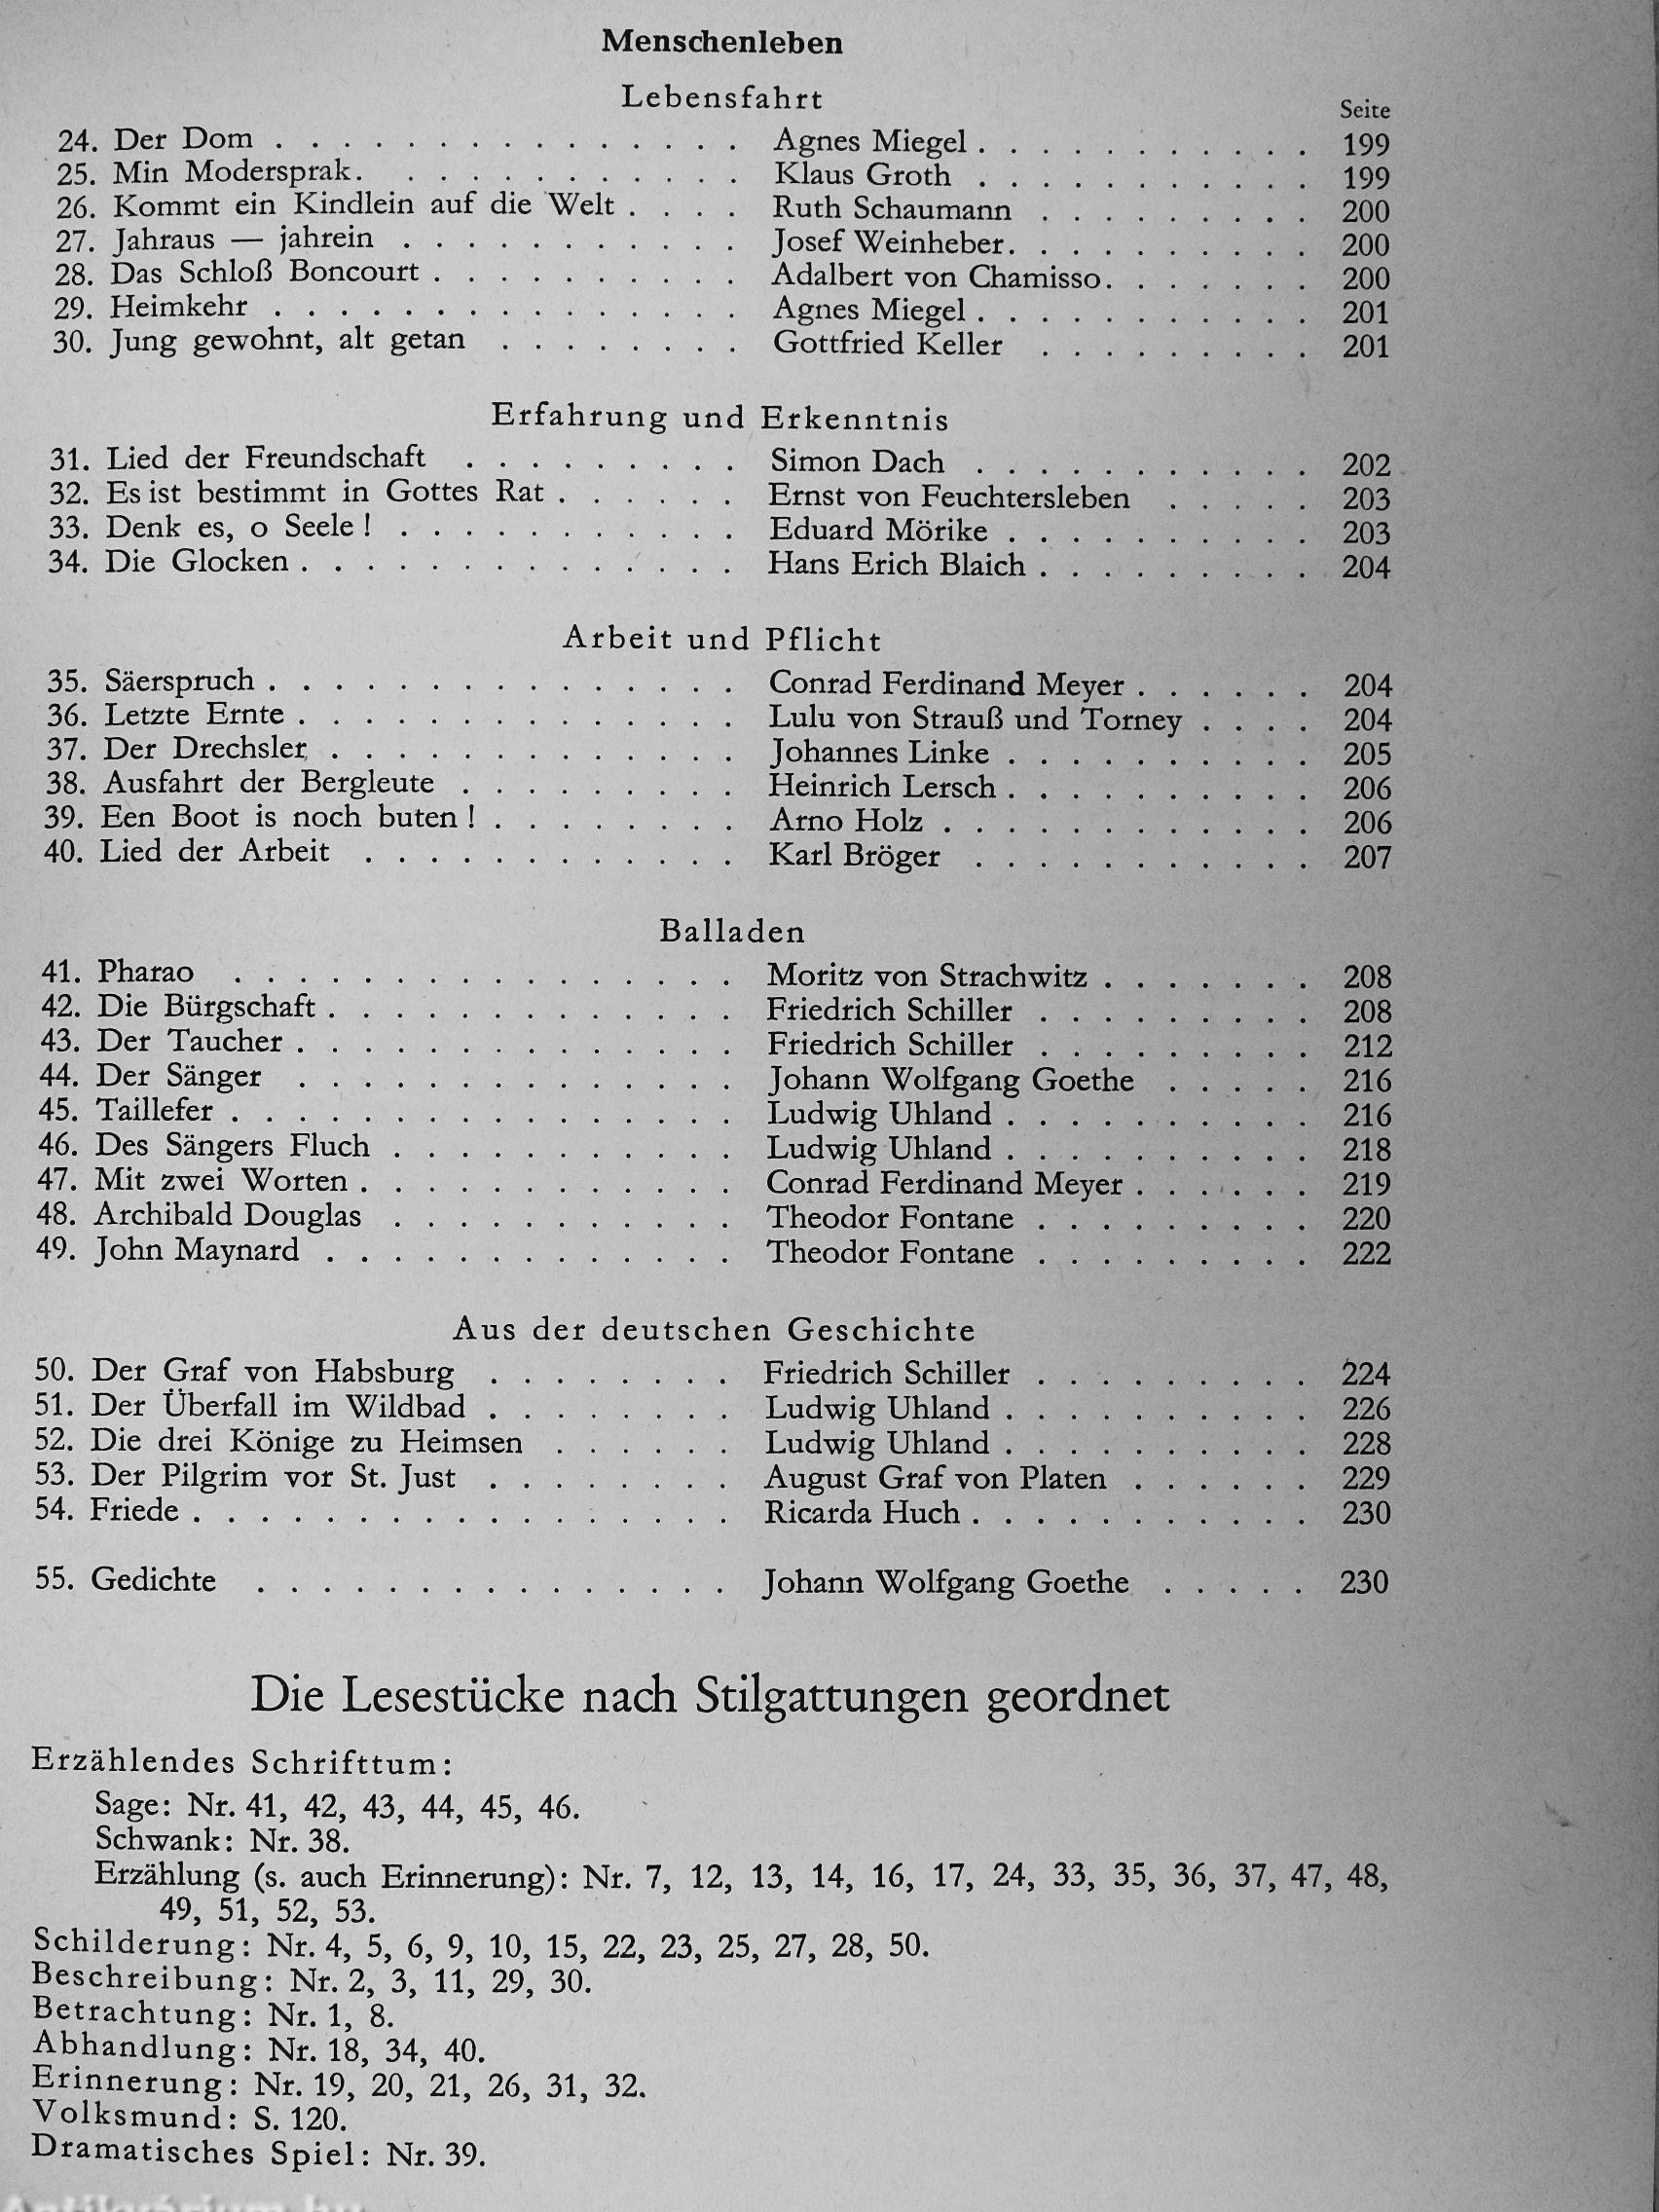 Menschenleben
Lebensfahrt
Seite
24. Der Dom . . . . . . . . . . . . . . . Agnes Miegel . . . . . . . . . . . 199
25. Min Modersprak. . . . . . . . . . . . Klaus Groth . . . . . . . . . . . 199
26. Kommt ein Kindlein auf die Welt . . . . Ruth Schaumann . . . . . . . . . 200
27. Jahraus — jahrein . . . . . . . . . . . Josef Weinheber. . . . . . . . . . 200
28. Das Schloß Boncourt . . . . . . . . . . Adalbert von Chamisso. . . . . . . 200
29. Heimkehr . . . . . . . . . . . . . . . Agnes Miegel . . . . . . . . . . . 201
30. Jung gewohnt, alt getan . . . . . . . . Gottfried Keller . . . . . . . . . 201
Erfahrung und Erkenntnis
31. Lied der Freundschaft . . . . . . . . . Simon Dach . . . . . . . . . . . 202
32. Es ist bestimmt in Gottes Rat . . . . . . Ernst von Feuchtersleben . . . . . 203
33. Denk es, o Seele ! . . . . . . . . . . . Eduard Mörike . . . . . . . . . . 203
34. Die Glocken . . . . . . . . . . . . . . Hans Erich Blaich . . . . . . . . . 204
Arbeit und Pflicht
35. Säerspruch . . . . . . . . . . . . . . . Conrad Ferdinand Meyer . . . . . . 204
36. Letzte Ernte . . . . . . . . . . . . . . Lulu von Strauß und Torney . . . . 204
37. Der Drechsler . . . . . . . . . . . . . Johannes Linke . . . . . . . . . . 205
38. Ausfahrt der Bergleute . . . . . . . . . Heinrich Lersch . . . . . . . . . . 206
39. Een Boot is noch buten ! . . . . . . . . Arno Holz . . . . . . . . . . . . 206
40. Lied der Arbeit . . . . . . . . . . . . Karl Bröger . . . . . . . . . . . 207
Balladen
41. Pharao . . . . . . . . . . . . . . . . Moritz von Strachwitz . . . . . . . 208
42. Die Bürgschaft . . . . . . . . . . . . . Friedrich Schiller . . . . . . . . . 208
43. Der Taucher . . . . . . . . . . . . . . Friedrich Schiller . . . . . . . . . 212
44. Der Sänger . . . . . . . . . . . . . . Johann Wolfgang Goethe . . . . . 216
45. Taillefer . . . . . . . . . . . . . . . . Ludwig Uhland . . . . . . . . . . 216
46. Des Sängers Fluch . . . . . . . . . . . Ludwig Uhland . . . . . . . . . . 218
47. Mit zwei Worten . . . . . . . . . . . . Conrad Ferdinand Meyer . . . . . . 219
48. Archibald Douglas . . . . . . . . . . . Theodor Fontane . . . . . . . . . 220
49. John Maynard . . . . . . . . . . . . . Theodor Fontane . . . . . . . . . 222
Aus der deutschen Geschichte
50. Der Graf von Habsburg . . . . . . . . Friedrich Schiller . . . . . . . . . 224
51. Der Überfall im Wildbad . . . . . . . . Ludwig Uhland . . . . . . . . . . 226
52. Die drei Könige zu Heimsen . . . . . . Ludwig Uhland . . . . . . . . . . 228
53. Der Pilgrim vor St. Just . . . . . . . . August Graf von Platen . . . . . . 229
54. Friede . . . . . . . . . . . . . . . . . Ricarda Huch . . . . . . . . . . . 230
55. Gedichte . . . . . . . . . . . . . . . Johann Wolfgang Goethe . . . . . 230
Die Lesestücke nach Stilgattungen geordnet
Erzählendes Schrifttum:
Sage: Nr. 41, 42, 43, 44, 45, 46.
Schwank: Nr. 38.
Erzählung (s. auch Erinnerung): Nr. 7, 12, 13, 14, 16, 17, 24, 33, 35, 36, 37, 47, 48,
49, 51, 52, 53.
Schilderung: Nr. 4, 5, 6, 9, 10, 15, 22, 23, 25, 27, 28, 50.
Beschreibung: Nr. 2, 3, 11, 29, 30.
Betrachtung: Nr. 1, 8.
Abhandlung: Nr. 18, 34, 40.
Erinnerung: Nr. 19, 20, 21, 26, 31, 32.
Volksmund: S. 120.
Dramatisches Spiel: Nr. 39.